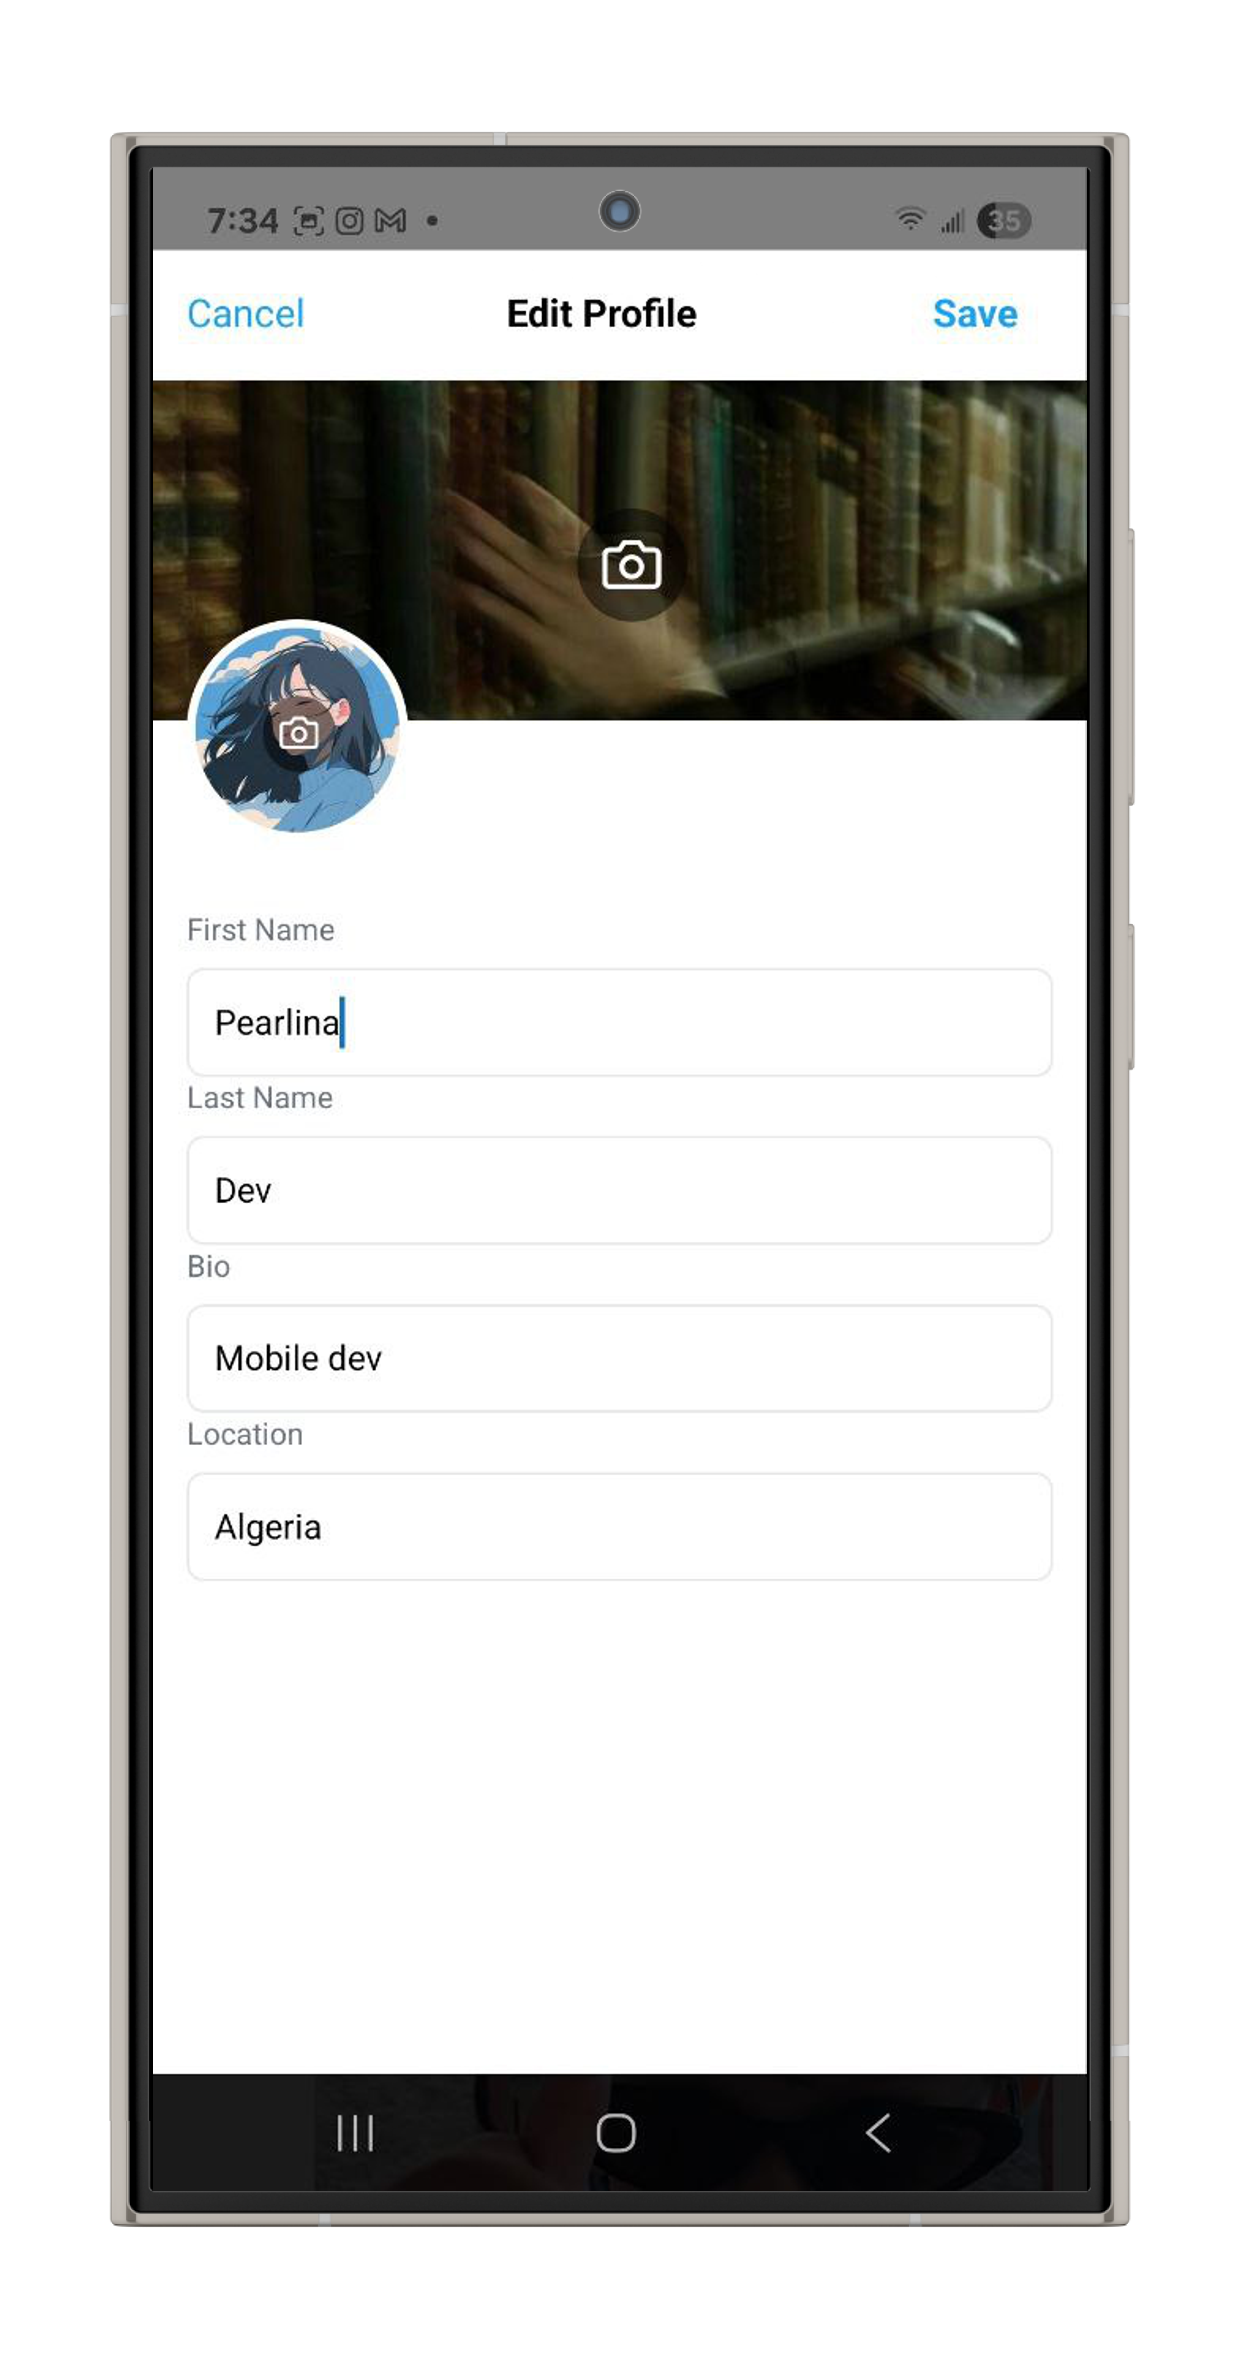 7:34
35
Cancel Edit Profile Save
First Name
Pearlina
Last Name
Dev
Bio
Mobile dev
Location
Algeria